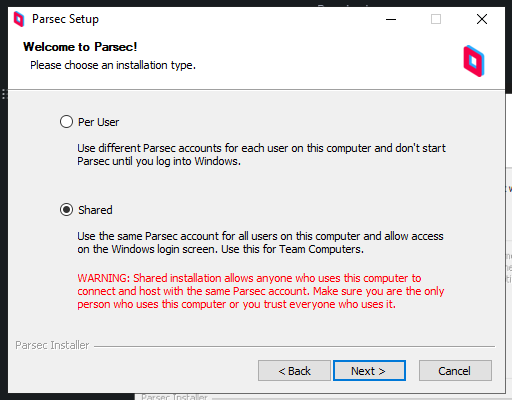 Parsec Setup
Welcome to Parsec!
Please choose an installation type.
Per User
Use different Parsec accounts for each user on this computer and don't start
Parsec until you log into Windows.
Shared
Use the same Parsec account for all users on this computer and allow access
on the Windows login screen. Use this for Team Computers.
WARNING: Shared installation allows anyone who uses this computer to
connect and host with the same Parsec account. Make sure you are the only
person who uses this computer or you trust everyone who uses it.
Parsec Installer
< Back
Next >
Cancel
Parsec Installer